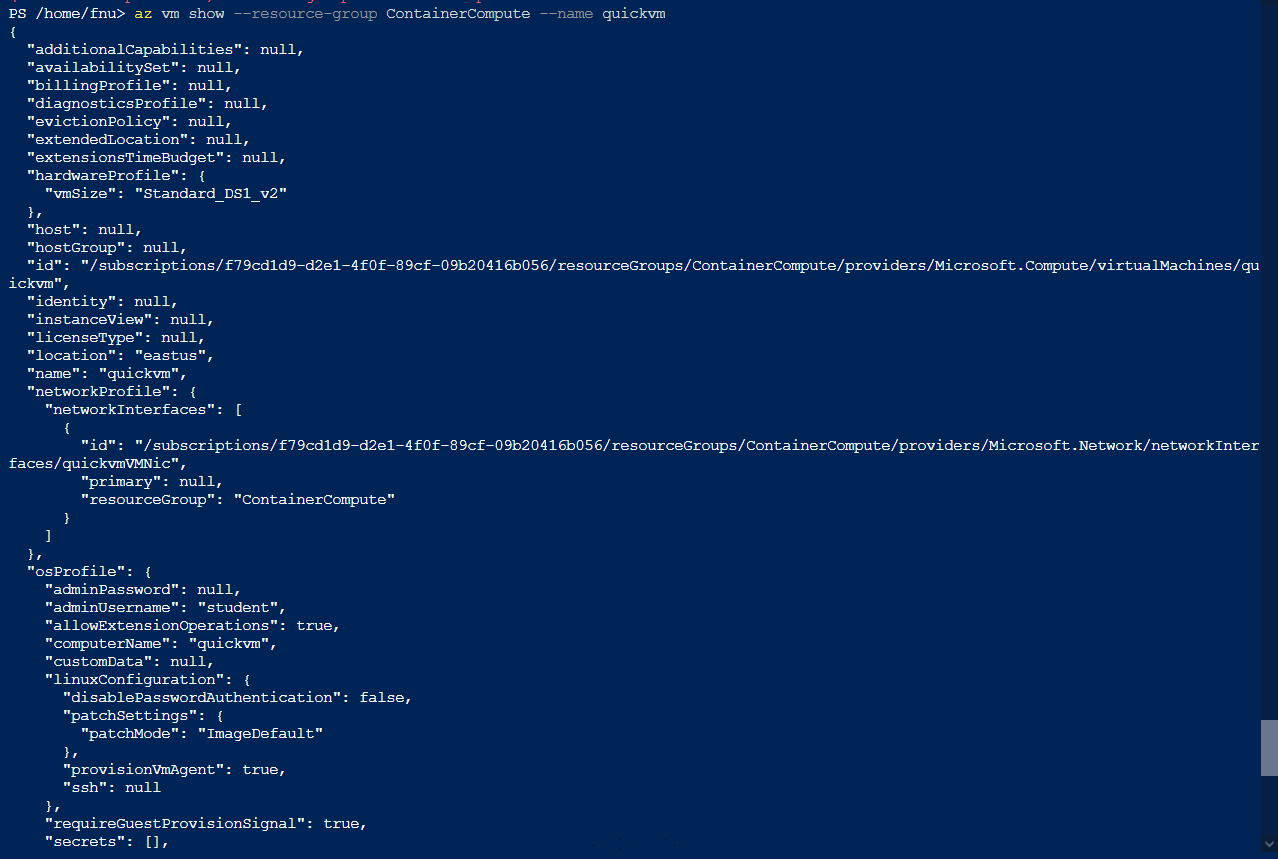 PS /home/fnu> az vm show --resource-group ContainerCompute --name quickvm
{
  "additionalCapabilities": null,
  "availabilitySet": null,
  "billingProfile": null,
  "diagnosticsProfile": null,
  "evictionPolicy": null,
  "extendedLocation": null,
  "extensionsTimeBudget": null,
  "hardwareProfile": {
    "vmSize": "Standard_DS1_v2"
  },
  "host": null,
  "hostGroup": null,
  "id": "/subscriptions/f79cd1d9-d2e1-4f0f-89cf-09b20416b056/resourceGroups/ContainerCompute/providers/Microsoft.Compute/virtualMachines/qu
ickvm",
  "identity": null,
  "instanceView": null,
  "licenseType": null,
  "location": "eastus",
  "name": "quickvm",
  "networkProfile": {
    "networkInterfaces": [
      {
        "id": "/subscriptions/f79cd1d9-d2e1-4f0f-89cf-09b20416b056/resourceGroups/ContainerCompute/providers/Microsoft.Network/networkInter
faces/quickvmVMNic",
        "primary": null,
        "resourceGroup": "ContainerCompute"
      }
    ]
  },
  "osProfile": {
    "adminPassword": null,
    "adminUsername": "student",
    "allowExtensionOperations": true,
    "computerName": "quickvm",
    "customData": null,
    "linuxConfiguration": {
      "disablePasswordAuthentication": false,
      "patchSettings": {
        "patchMode": "ImageDefault"
      },
      "provisionVmAgent": true,
      "ssh": null
    },
    "requireGuestProvisionSignal": true,
    "secrets": [],